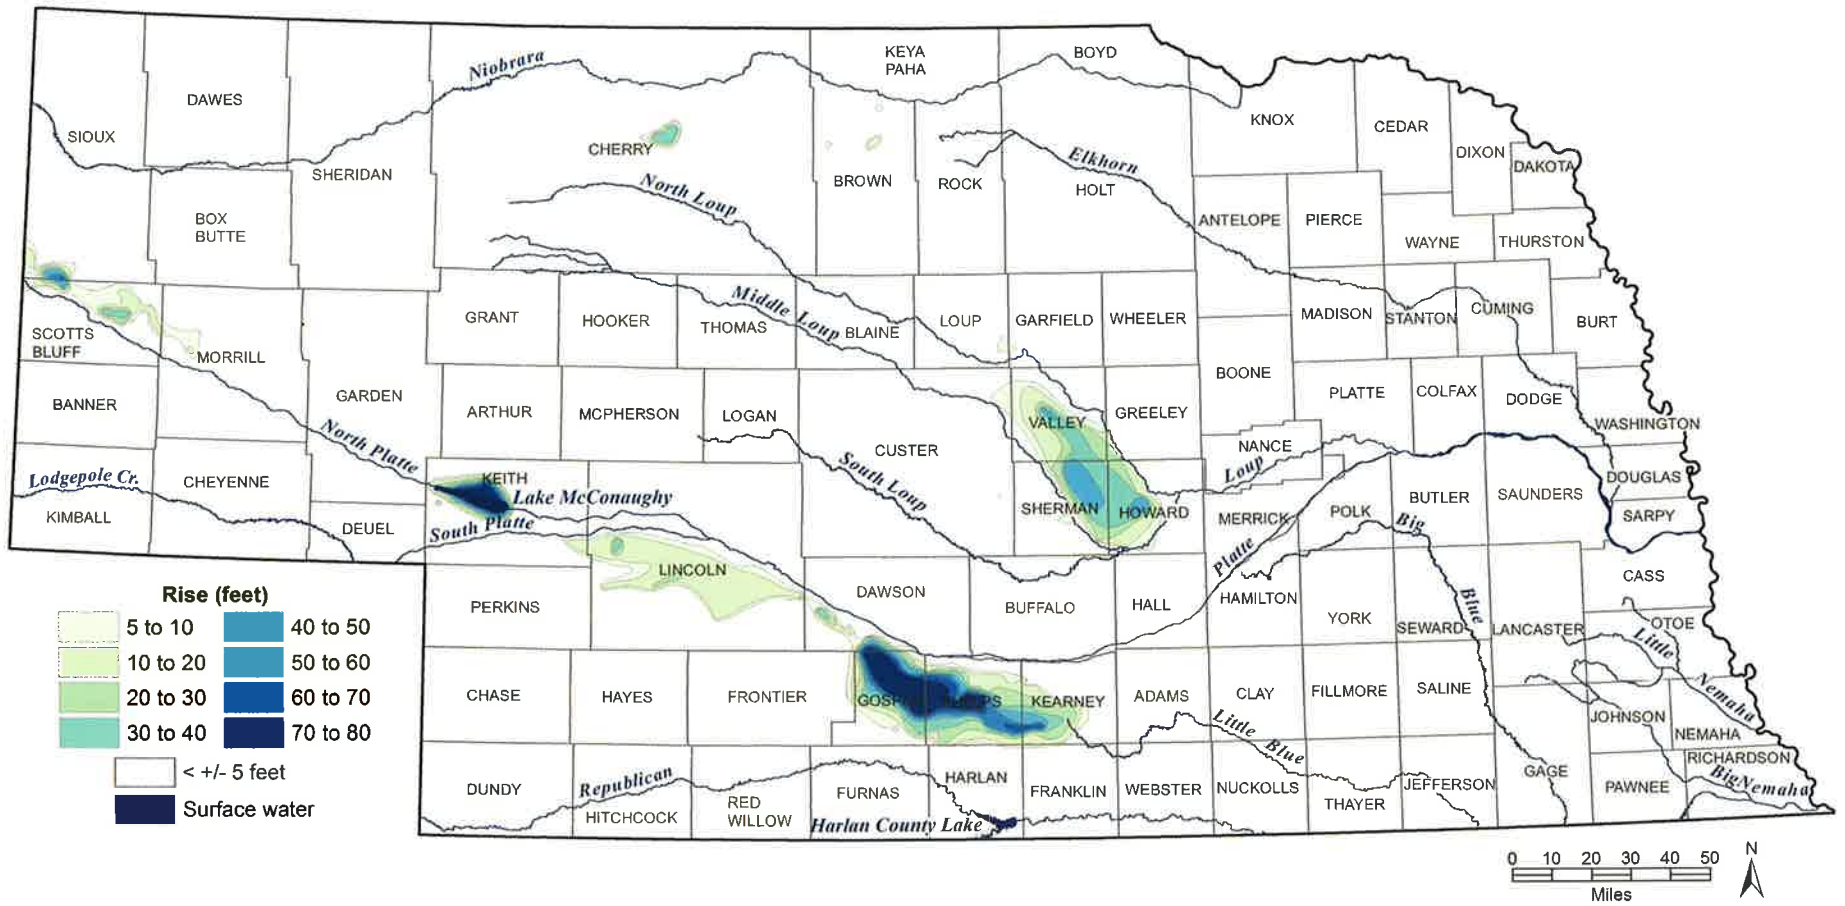 KEYA
PAHA
BOYD
Niobrara
DAWES
SIOUX
CHERRY
KNOX
CEDAR
DIXON
DAKOTA
SHERIDAN
BROWN
ROCK
Elkhorn
HOLT
North Loup
BOX
BUTTE
ANTELOPE
PIERCE
WAYNE
THURSTON
SCOTTS
BLUFF
MORRILL
GRANT
HOOKER
THOMAS
Middle Loup
BLAINE
LOUP
GARFIELD
WHEELER
MADISON
STANTON
CUMING
BURT
BANNER
GARDEN
ARTHUR
MCPHERSON
LOGAN
CUSTER
VALLEY
GREELEY
BOONE
PLATTE
COLFAX
DODGE
WASHINGTON
North Platte
NANCE
Loup
Lodgepole Cr.
CHEYENNE
KEITH
Lake McConaughy
South Loup
DOUGLAS
KIMBALL
DEUEL
South Platte
SHERMAN
HOWARD
MERRICK
POLK
Big
Blue
BUTLER
SAUNDERS
SARPY
Platte
LINCOLN
DAWSON
BUFFALO
HALL
HAMILTON
YORK
SEWARD
LANCASTER
CASS
OTOE
PERKINS
Little
Nemaha
CHASE
HAYES
FRONTIER
KEARNEY
ADAMS
CLAY
FILLMORE
SALINE
JOHNSON
NEMAHA
Little Blue
RICHARDSON
DUNDY
Republican
HITCHCOCK
RED
WILLOW
FURNAS
HARLAN
Harlan County Lake
FRANKLIN
WEBSTER
NUCKOLLS
THAYER
JEFFERSON
GAGE
PAWNEE
Big Nemaha
Rise (feet)
5 to 10
40 to 50
10 to 20
50 to 60
20 to 30
60 to 70
30 to 40
70 to 80
< +/- 5 feet
Surface water
0 10 20 30 40 50
Miles
N